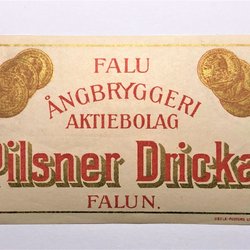 FALU
ÅNGBRYGGERI
AKTIEBOLAG
Pilsner Dricka
FALUN.